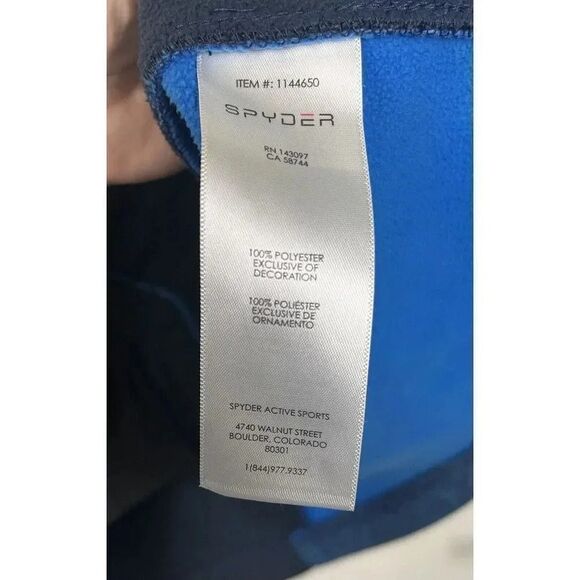 ITEM #: 1144650
SPYDER
RN 143097
CA 58744
100% POLYESTER
EXCLUSIVE OF
DECORATION
100% POLIÉSTER
EXCLUSIVE DE
ORNAMENTO
SPYDER ACTIVE SPORTS
4740 WALNUT STREET
BOULDER, COLORADO
80301
1(844)977.9337